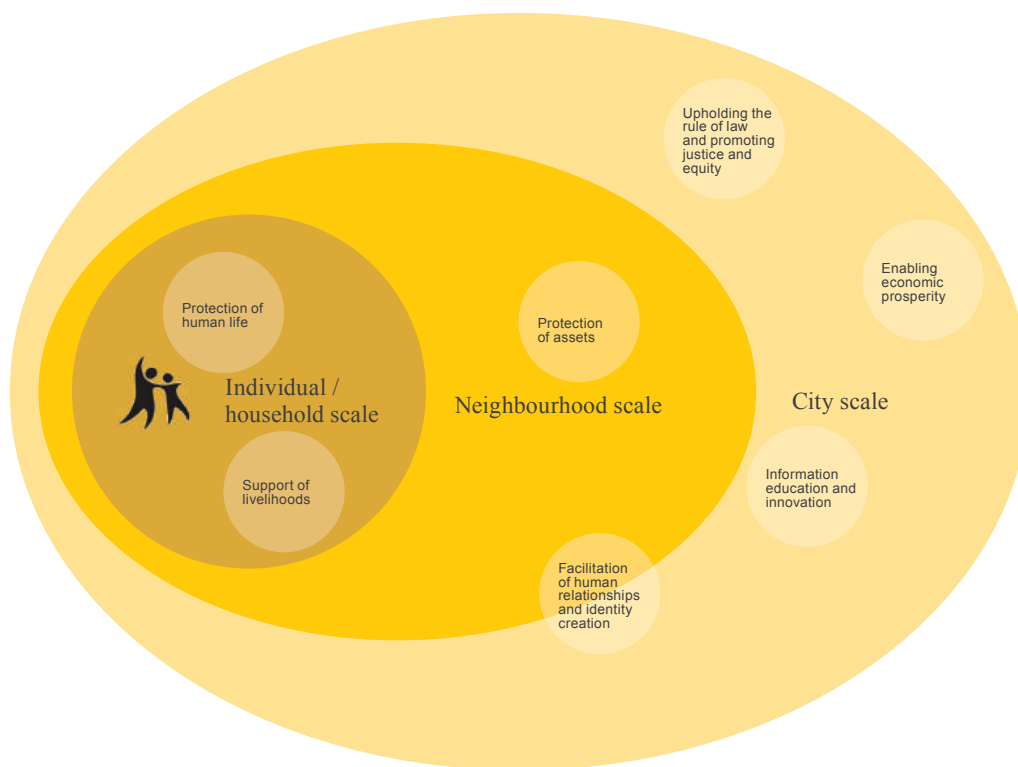 Upholding the
rule of law
and promoting
justice and
equity
Enabling
economic
prosperity
Protection of
human life
Protection
of assets
Individual /
household scale
Neighbourhood scale
City scale
Support of
livelihoods
Information
education and
innovation
Facilitation
of human
relationships
and identity
creation